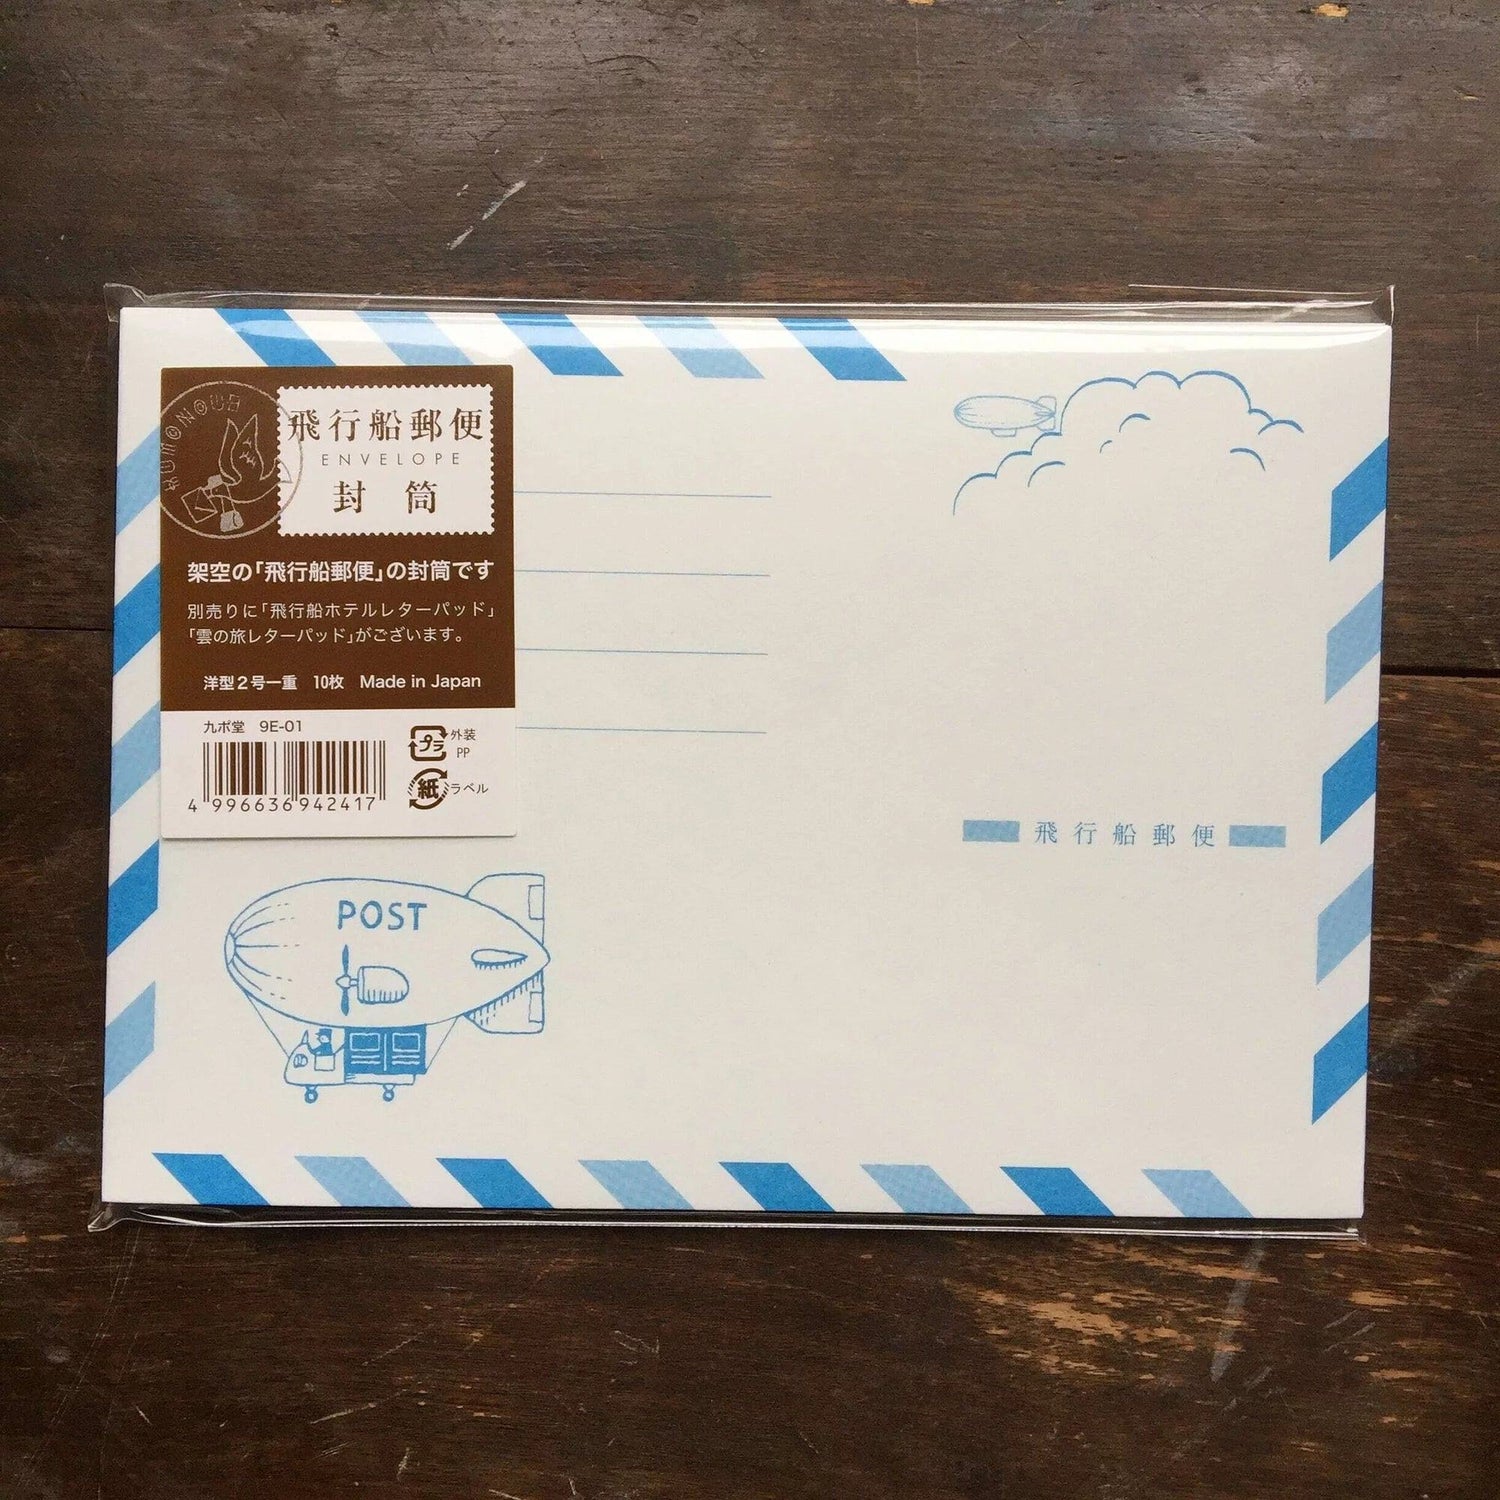 飛行船郵便
ENVELOPE
封筒
架空の「飛行船郵便」の封筒です
別売りに「飛行船ホテルレターパッド」
「雲の旅レターパッド」がございます。
洋型2号一重 10枚 Made in Japan
九ポ堂 9E-01
4 996636 942417
プラ 外装
PP
紙 ラベル
飛行船郵便
POST